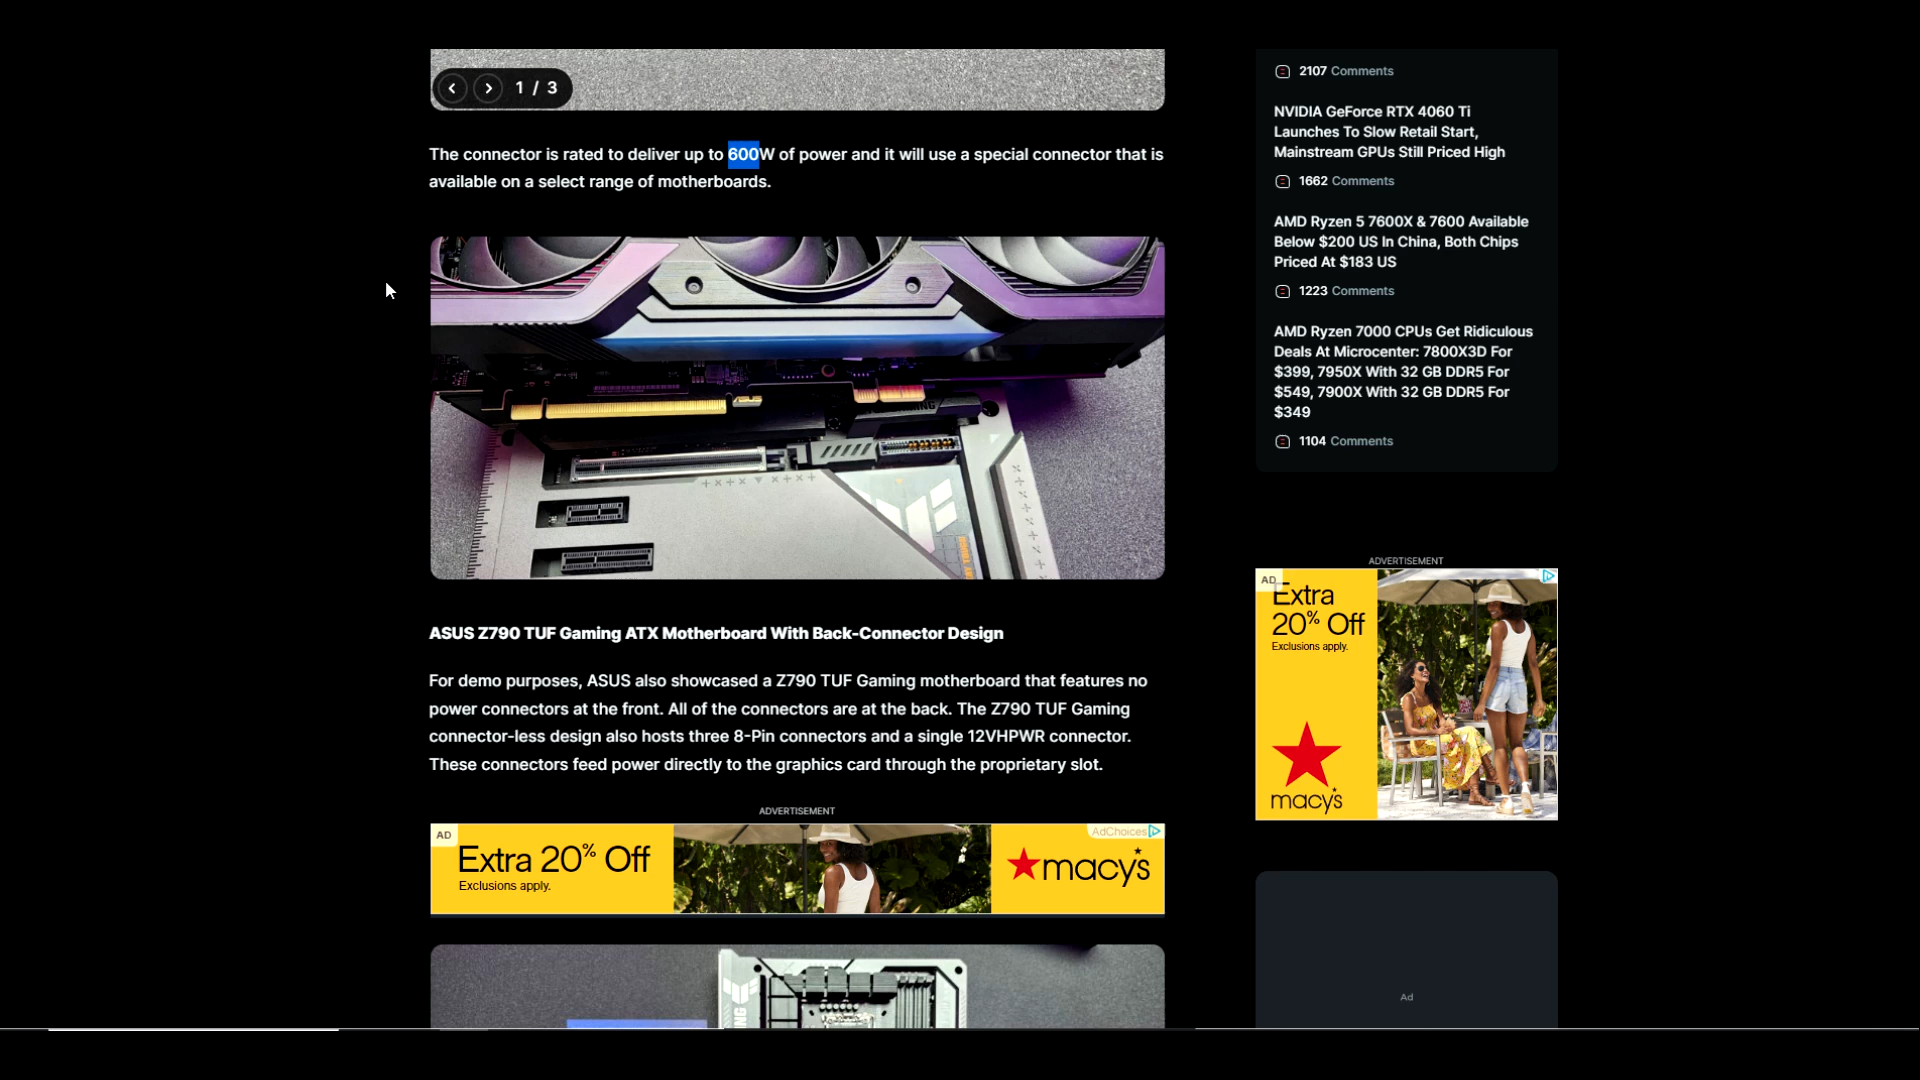 1 / 3
The connector is rated to deliver up to 600W of power and it will use a special connector that is
available on a select range of motherboards.
ASUS Z790 TUF Gaming ATX Motherboard With Back-Connector Design
For demo purposes, ASUS also showcased a Z790 TUF Gaming motherboard that features no
power connectors at the front. All of the connectors are at the back. The Z790 TUF Gaming
connector-less design also hosts three 8-Pin connectors and a single 12VHPWR connector.
These connectors feed power directly to the graphics card through the proprietary slot.
ADVERTISEMENT
AD
Extra 20% Off
Exclusions apply.
AdChoices
macy's
2107 Comments
NVIDIA GeForce RTX 4060 Ti
Launches To Slow Retail Start,
Mainstream GPUs Still Priced High
1662 Comments
AMD Ryzen 5 7600X & 7600 Available
Below $200 US In China, Both Chips
Priced At $183 US
1223 Comments
AMD Ryzen 7000 CPUs Get Ridiculous
Deals At Microcenter: 7800X3D For
$399, 7950X With 32 GB DDR5 For
$549, 7900X With 32 GB DDR5 For
$349
1104 Comments
ADVERTISEMENT
AD
Extra
20% Off
Exclusions apply.
macy's
Ad